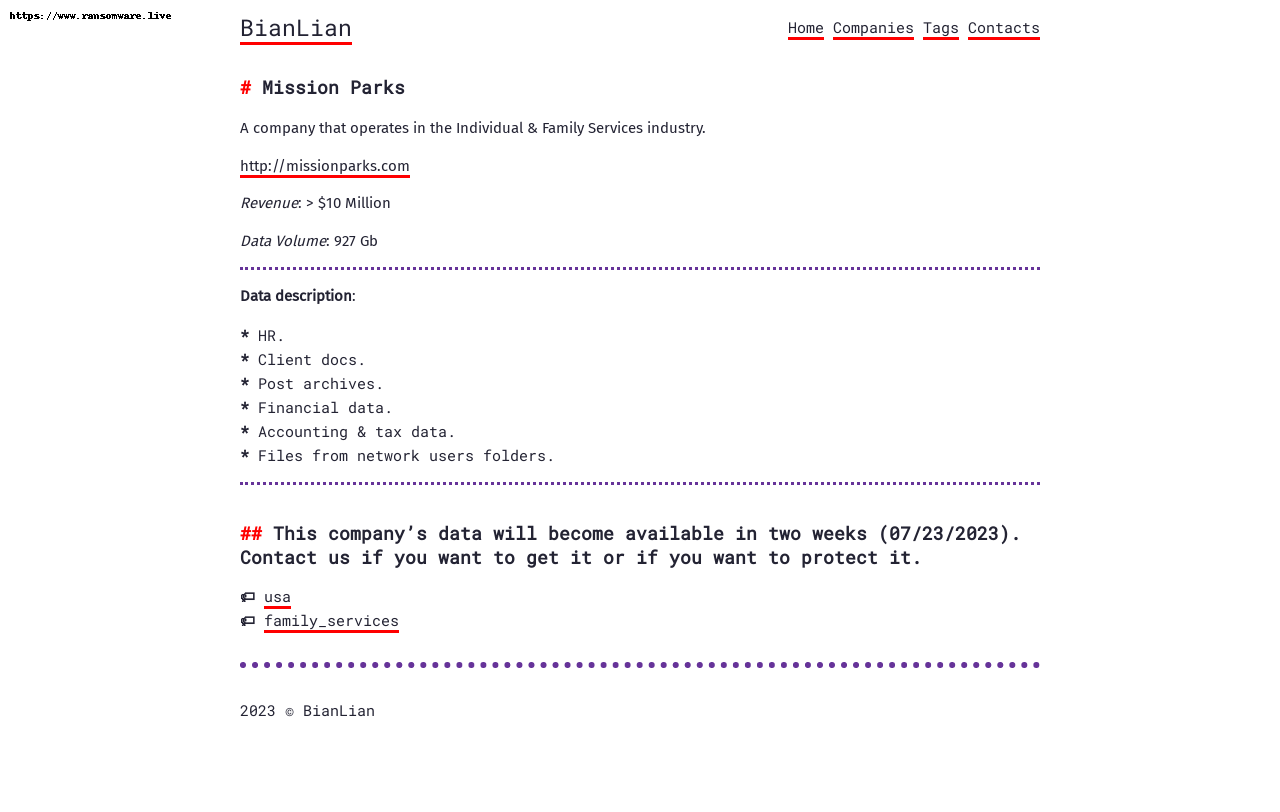 https://www.ransomware.live
BianLian
Home Companies Tags Contacts
# Mission Parks
A company that operates in the Individual & Family Services industry.
http://missionparks.com
Revenue: > $10 Million
Data Volume: 927 Gb
Data description:
* HR.
* Client docs.
* Post archives.
* Financial data.
* Accounting & tax data.
* Files from network users folders.
## This company’s data will become available in two weeks (07/23/2023).
Contact us if you want to get it or if you want to protect it.
usa
family_services
2023 © BianLian